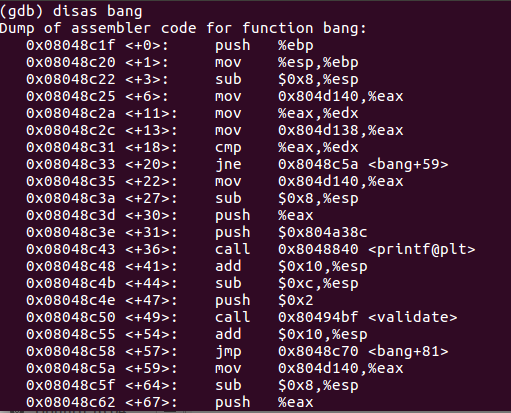 (gdb) disas bang
Dump of assembler code for function bang:
   0x08048c1f <+0>:     push   %ebp
   0x08048c20 <+1>:     mov    %esp,%ebp
   0x08048c22 <+3>:     sub    $0x8,%esp
   0x08048c25 <+6>:     mov    0x804d140,%eax
   0x08048c2a <+11>:    mov    %eax,%edx
   0x08048c2c <+13>:    mov    0x804d138,%eax
   0x08048c31 <+18>:    cmp    %eax,%edx
   0x08048c33 <+20>:    jne    0x8048c5a <bang+59>
   0x08048c35 <+22>:    mov    0x804d140,%eax
   0x08048c3a <+27>:    sub    $0x8,%esp
   0x08048c3d <+30>:    push   %eax
   0x08048c3e <+31>:    push   $0x804a38c
   0x08048c43 <+36>:    call   0x8048840 <printf@plt>
   0x08048c48 <+41>:    add    $0x10,%esp
   0x08048c4b <+44>:    sub    $0xc,%esp
   0x08048c4e <+47>:    push   $0x2
   0x08048c50 <+49>:    call   0x80494bf <validate>
   0x08048c55 <+54>:    add    $0x10,%esp
   0x08048c58 <+57>:    jmp    0x8048c70 <bang+81>
   0x08048c5a <+59>:    mov    0x804d140,%eax
   0x08048c5f <+64>:    sub    $0x8,%esp
   0x08048c62 <+67>:    push   %eax